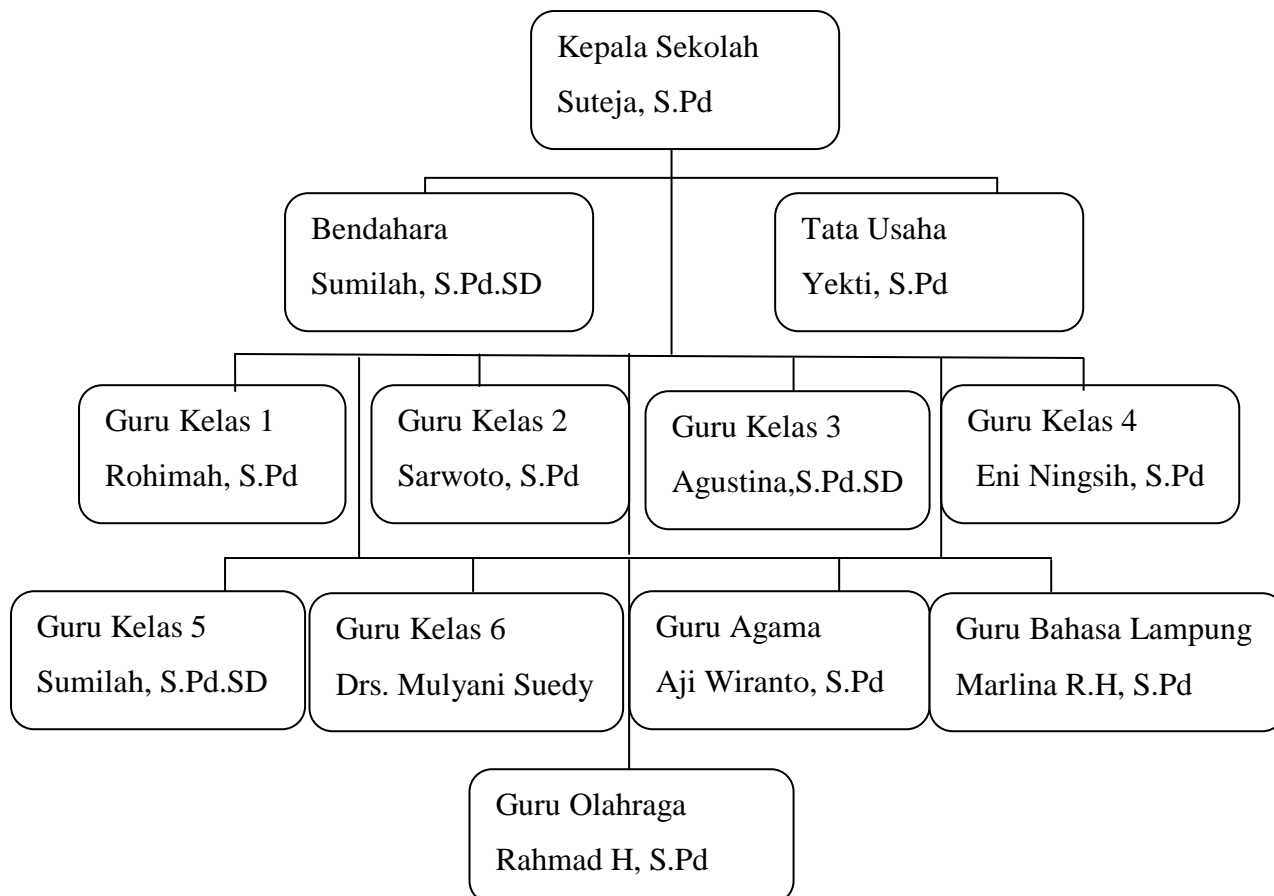 Kepala Sekolah
Suteja, S.Pd
Bendahara
Sumilah, S.Pd.SD
Tata Usaha
Yekti, S.Pd
Guru Kelas 1
Rohimah, S.Pd
Guru Kelas 2
Sarwoto, S.Pd
Guru Kelas 3
Agustina,S.Pd.SD
Guru Kelas 4
Eni Ningsih, S.Pd
Guru Kelas 5
Sumilah, S.Pd.SD
Guru Kelas 6
Drs. Mulyani Suedy
Guru Agama
Aji Wiranto, S.Pd
Guru Bahasa Lampung
Marlina R.H, S.Pd
Guru Olahraga
Rahmad H, S.Pd